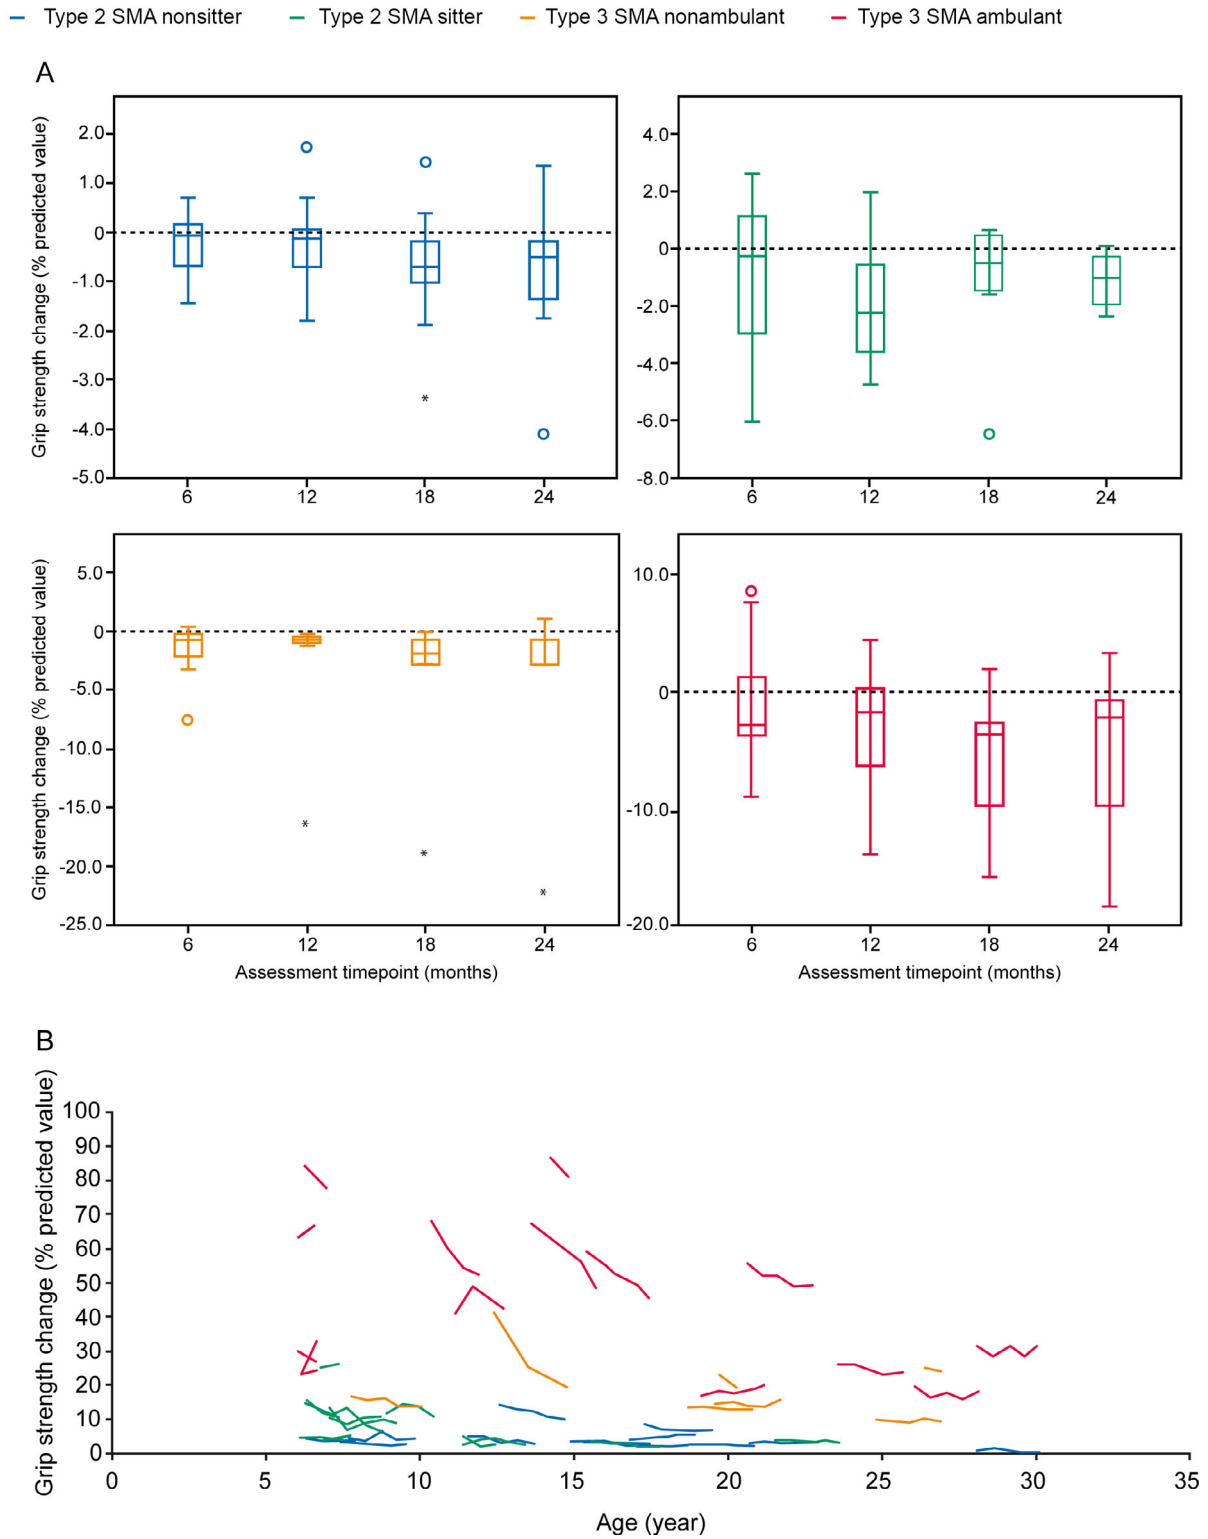 Type 2 SMA nonsitter Type 2 SMA sitter Type 3 SMA nonambulant Type 3 SMA ambulant
A
Grip strength change (% predicted value)
2.0
1.0
0
-1.0
-2.0
-3.0
-4.0
-5.0
6 12 18 24
4.0
2.0
0
-2.0
-4.0
-6.0
-8.0
6 12 18 24
Grip strength change (% predicted value)
5.0
0
-5.0
-10.0
-15.0
-20.0
-25.0
6 12 18 24
Assessment timepoint (months)
10.0
0
-10.0
-20.0
6 12 18 24
Assessment timepoint (months)
B
Grip strength change (% predicted value)
100
90
80
70
60
50
40
30
20
10
0
0 5 10 15 20 25 30 35
Age (year)